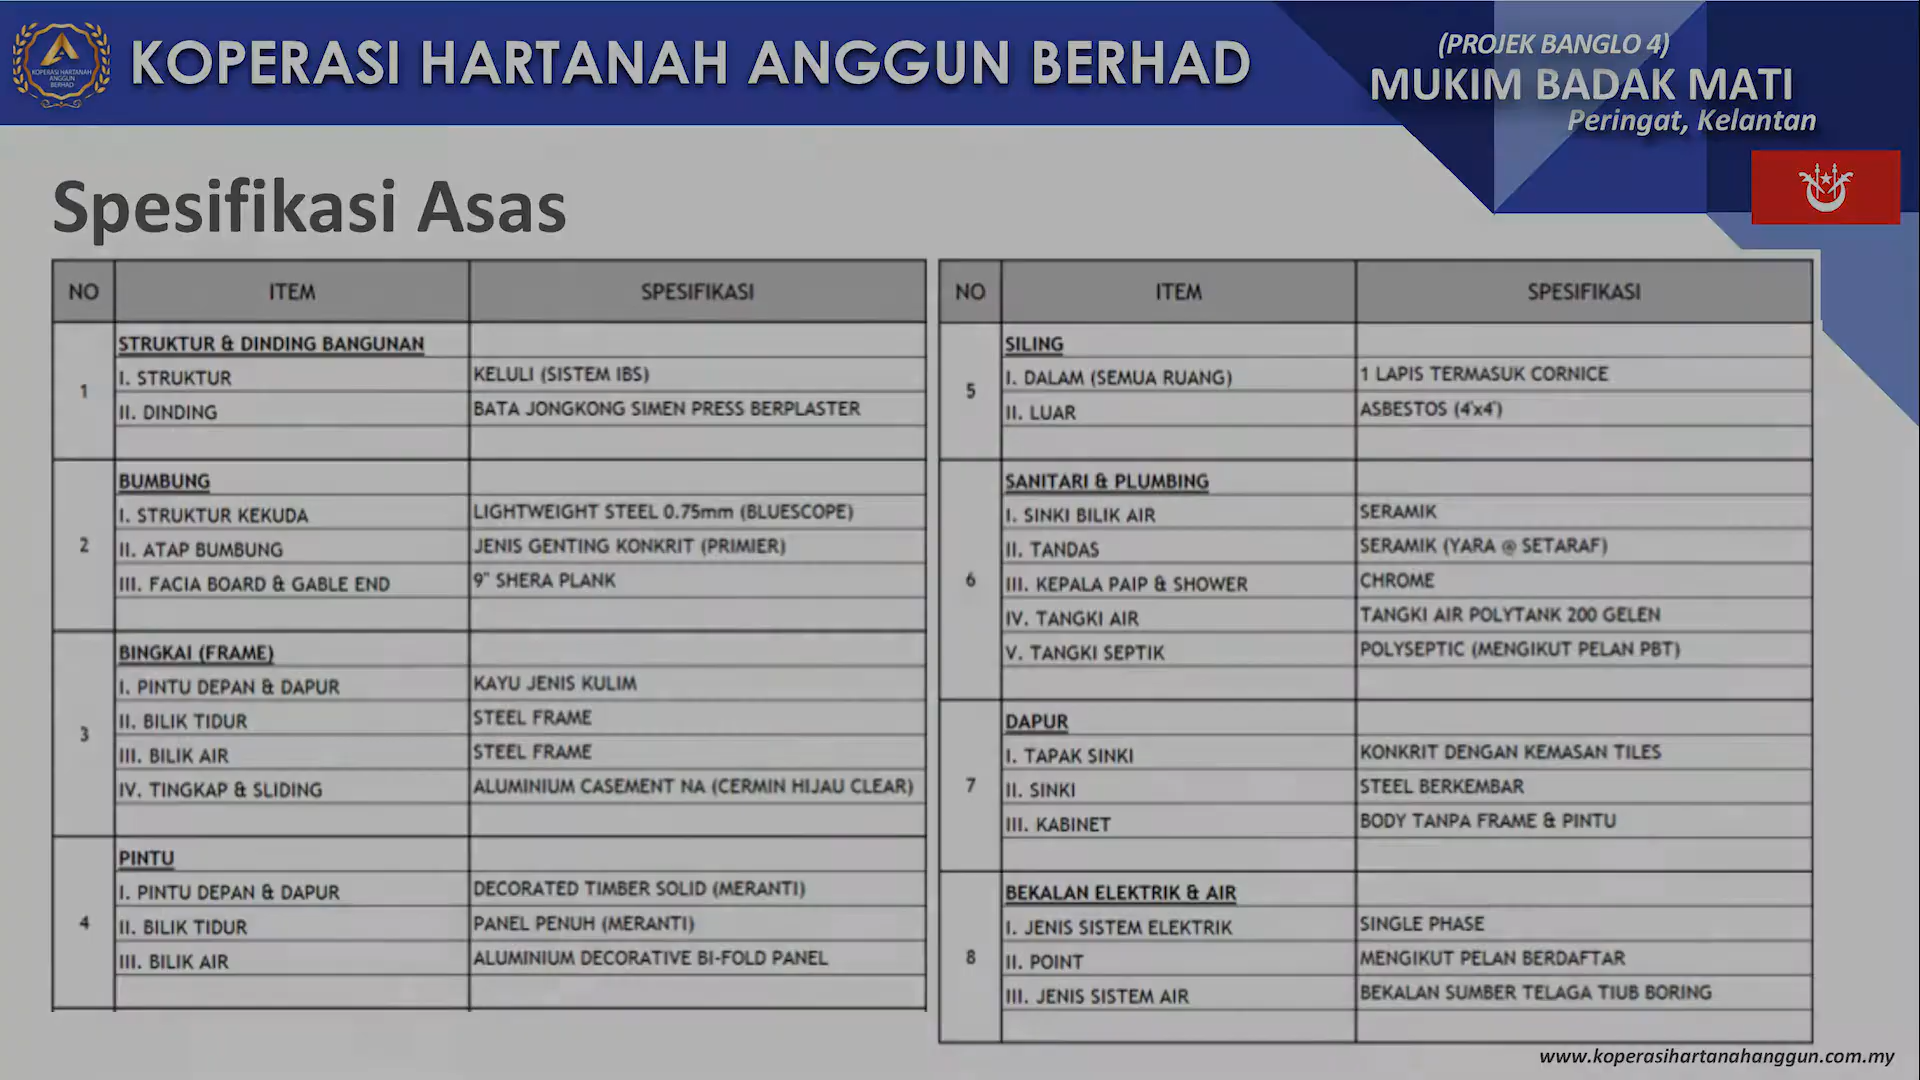 KOPERASI HARTANAH ANGGUN BERHAD
KOPERASI HARTANAH ANGGUN BERHAD
(PROJEK BANGLO 4)
MUKIM BADAK MATI
Peringat, Kelantan
Spesifikasi Asas
NO ITEM SPESIFIKASI
1 STRUKTUR & DINDING BANGUNAN
I. STRUKTUR KELULI (SISTEM IBS)
II. DINDING BATA JONGKONG SIMEN PRESS BERPLASTER
2 BUMBUNG
I. STRUKTUR KEKUDA LIGHTWEIGHT STEEL 0.75mm (BLUESCOPE)
II. ATAP BUMBUNG JENIS GENTING KONKRIT (PRIMIER)
III. FACIA BOARD & GABLE END 9" SHERA PLANK
3 BINGKAI (FRAME)
I. PINTU DEPAN & DAPUR KAYU JENIS KULIM
II. BILIK TIDUR STEEL FRAME
III. BILIK AIR STEEL FRAME
IV. TINGKAP & SLIDING ALUMINIUM CASEMENT NA (CERMIN HIJAU CLEAR)
4 PINTU
I. PINTU DEPAN & DAPUR DECORATED TIMBER SOLID (MERANTI)
II. BILIK TIDUR PANEL PENUH (MERANTI)
III. BILIK AIR ALUMINIUM DECORATIVE BI-FOLD PANEL
NO ITEM SPESIFIKASI
5 SILING
I. DALAM (SEMUA RUANG) 1 LAPIS TERMASUK CORNICE
II. LUAR ASBESTOS (4'x4')
6 SANITARI & PLUMBING
I. SINKI BILIK AIR SERAMIK
II. TANDAS SERAMIK (YARA @ SETARAF)
III. KEPALA PAIP & SHOWER CHROME
IV. TANGKI AIR TANGKI AIR POLYTANK 200 GELEN
V. TANGKI SEPTIK POLYSEPTIC (MENGIKUT PELAN PBT)
7 DAPUR
I. TAPAK SINKI KONKRIT DENGAN KEMASAN TILES
II. SINKI STEEL BERKEMBAR
III. KABINET BODY TANPA FRAME & PINTU
8 BEKALAN ELEKTRIK & AIR
I. JENIS SISTEM ELEKTRIK SINGLE PHASE
II. POINT MENGIKUT PELAN BERDAFTAR
III. JENIS SISTEM AIR BEKALAN SUMBER TELAGA TIUB BORING
www.koperasihartanahanggun.com.my